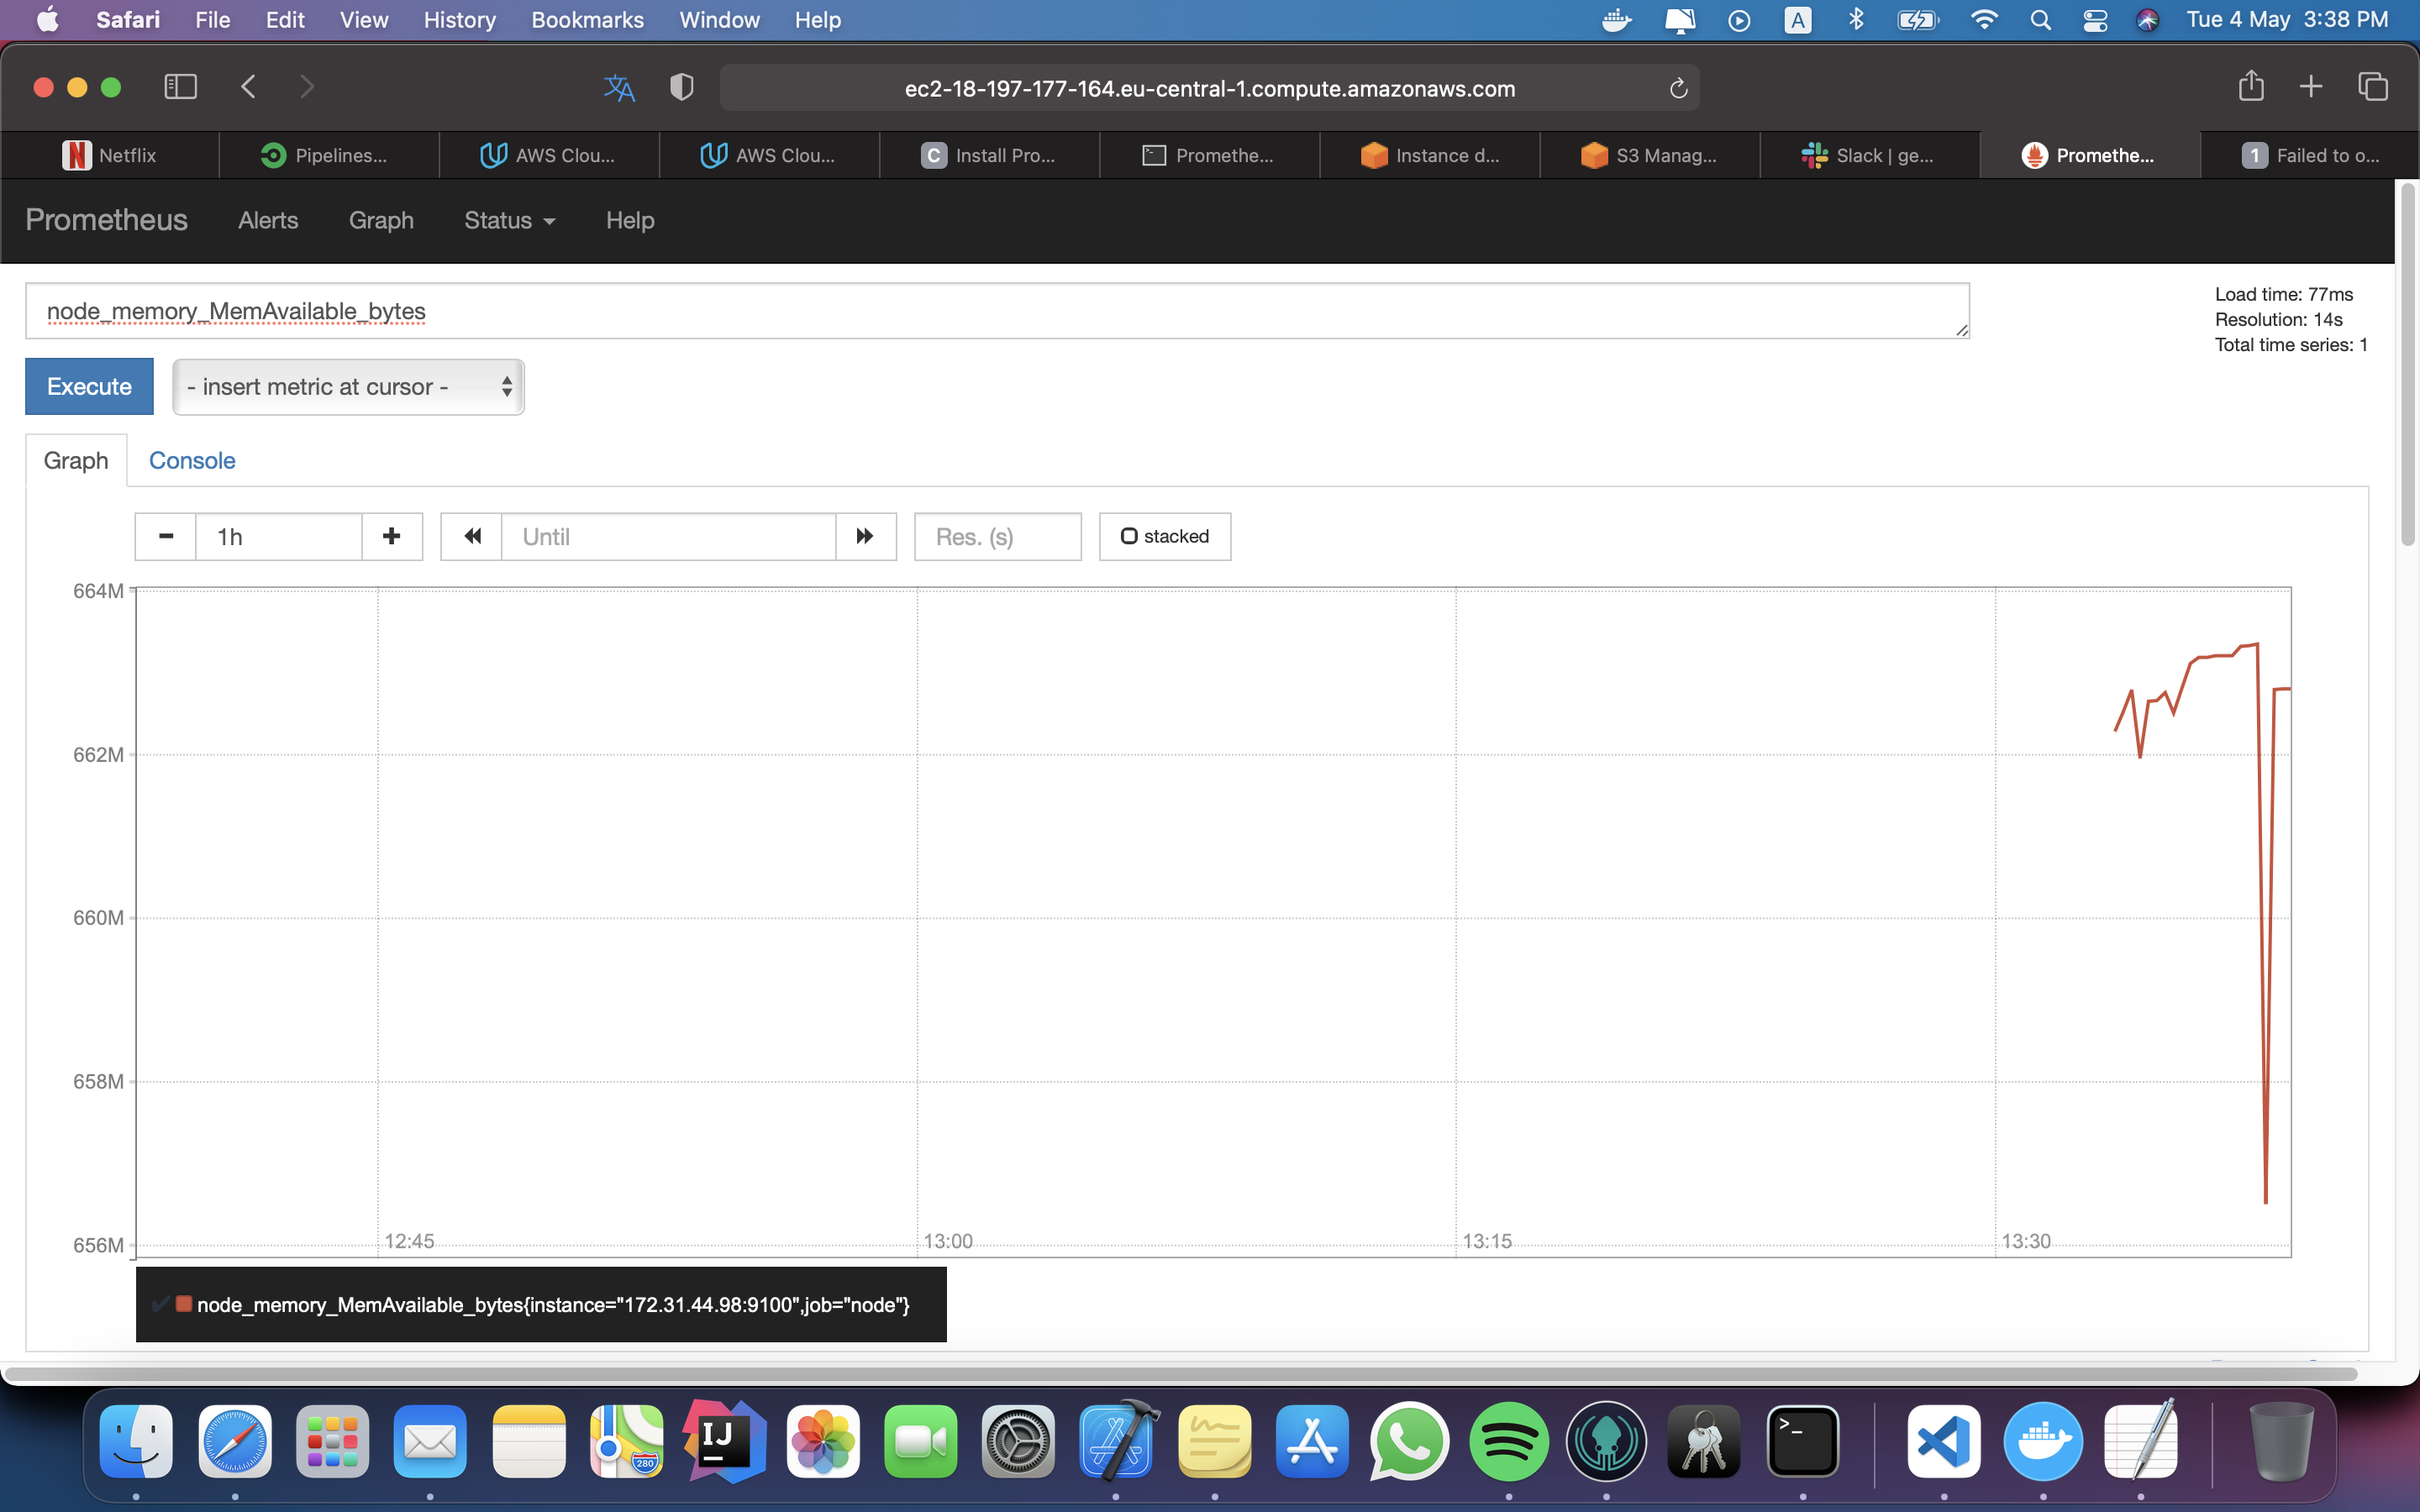 Safari File Edit View History Bookmarks Window Help A Tue 4 May 3:38 PM
ec2-18-197-177-164.eu-central-1.compute.amazonaws.com
N Netflix Pipelines... AWS Clou... AWS Clou... C Install Pro... Promethe... Instance d... S3 Manag... Slack | ge... Promethe... 1 Failed to o...
Prometheus Alerts Graph Status Help
node_memory_MemAvailable_bytes
Load time: 77ms
Resolution: 14s
Total time series: 1
Execute - insert metric at cursor -
Graph Console
- 1h + Until Res. (s) stacked
664M
662M
660M
658M
656M
12:45 13:00 13:15 13:30
node_memory_MemAvailable_bytes{instance="172.31.44.98:9100",job="node"}
IJ 280 >_